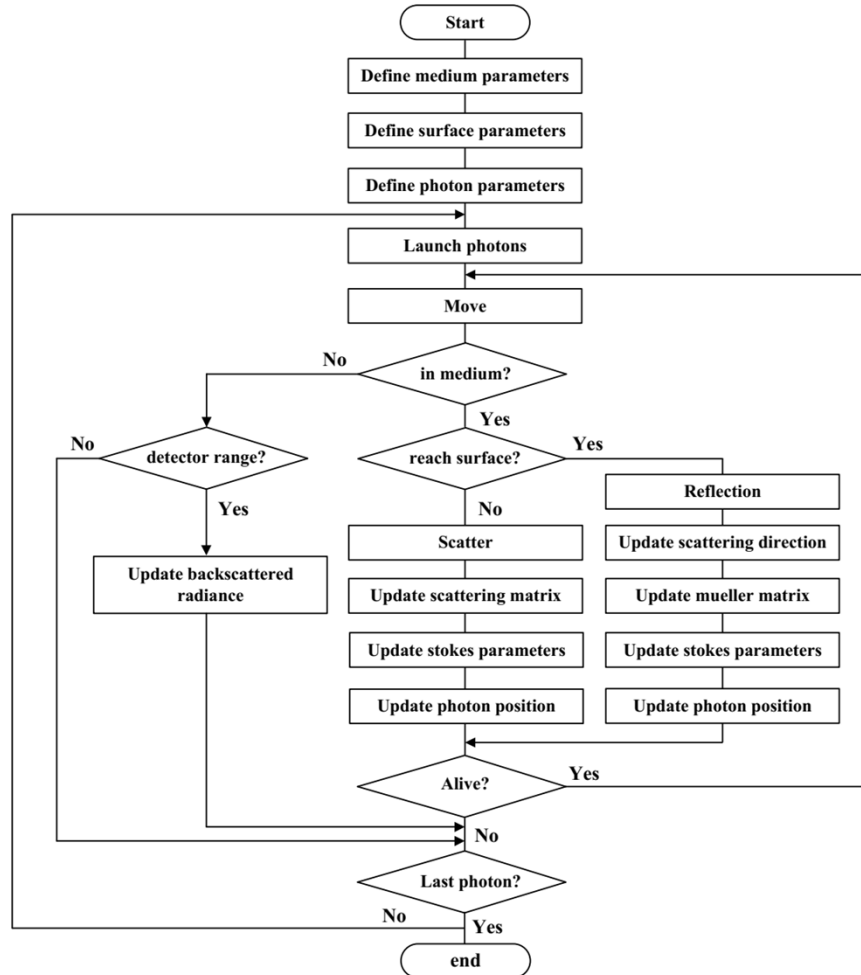 Start
Define medium parameters
Define surface parameters
Define photon parameters
Launch photons
Move
No
in medium?
Yes
No
detector range?
Yes
reach surface?
Yes
No
Reflection
Scatter
Update scattering direction
Update backscattered
radiance
Update scattering matrix
Update mueller matrix
Update stokes parameters
Update stokes parameters
Update photon position
Update photon position
Alive?
Yes
No
Last photon?
No
Yes
end